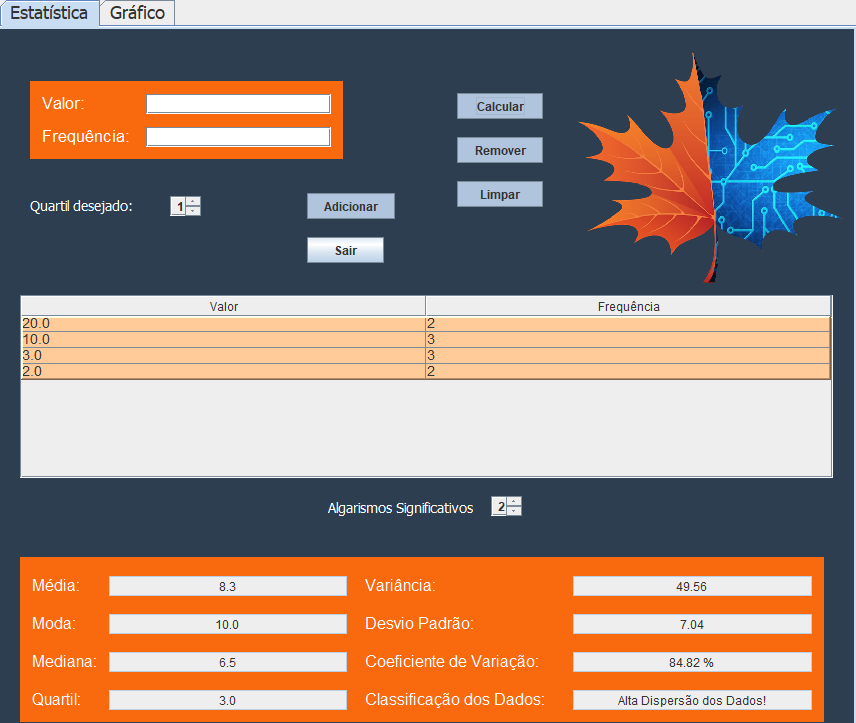 Estatística Gráfico
Valor:
Frequência:
Calcular
Remover
Limpar
Quartil desejado: 1 Adicionar
Sair
Valor Frequência
20.0 2
10.0 3
3.0 3
2.0 2
Algarismos Significativos 2
Média: 8.3 Variância: 49.56
Moda: 10.0 Desvio Padrão: 7.04
Mediana: 6.5 Coeficiente de Variação: 84.82 %
Quartil: 3.0 Classificação dos Dados: Alta Dispersão dos Dados!